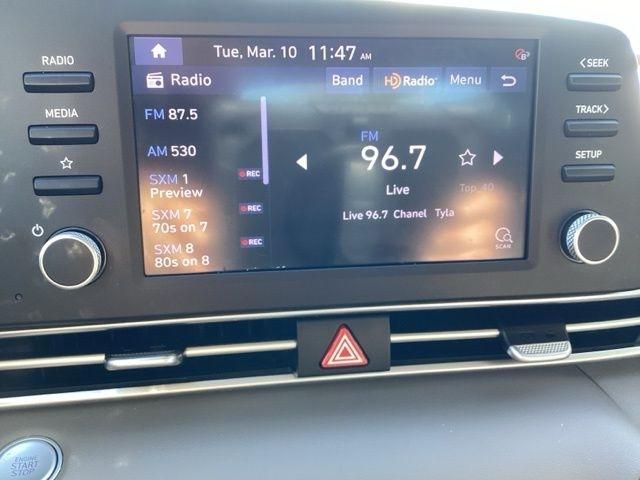 Tue, Mar. 10 11:47 AM
RADIO
MEDIA
Radio
Band
HD Radio
Menu
FM 87.5
AM 530
SXM 1
Preview
REC
SXM 7
70s on 7
REC
SXM 8
80s on 8
REC
FM
96.7
Live
Top 40
Live 96.7 Chanel Tyla
SCAN
< SEEK
TRACK >
SETUP
ENGINE
START
STOP